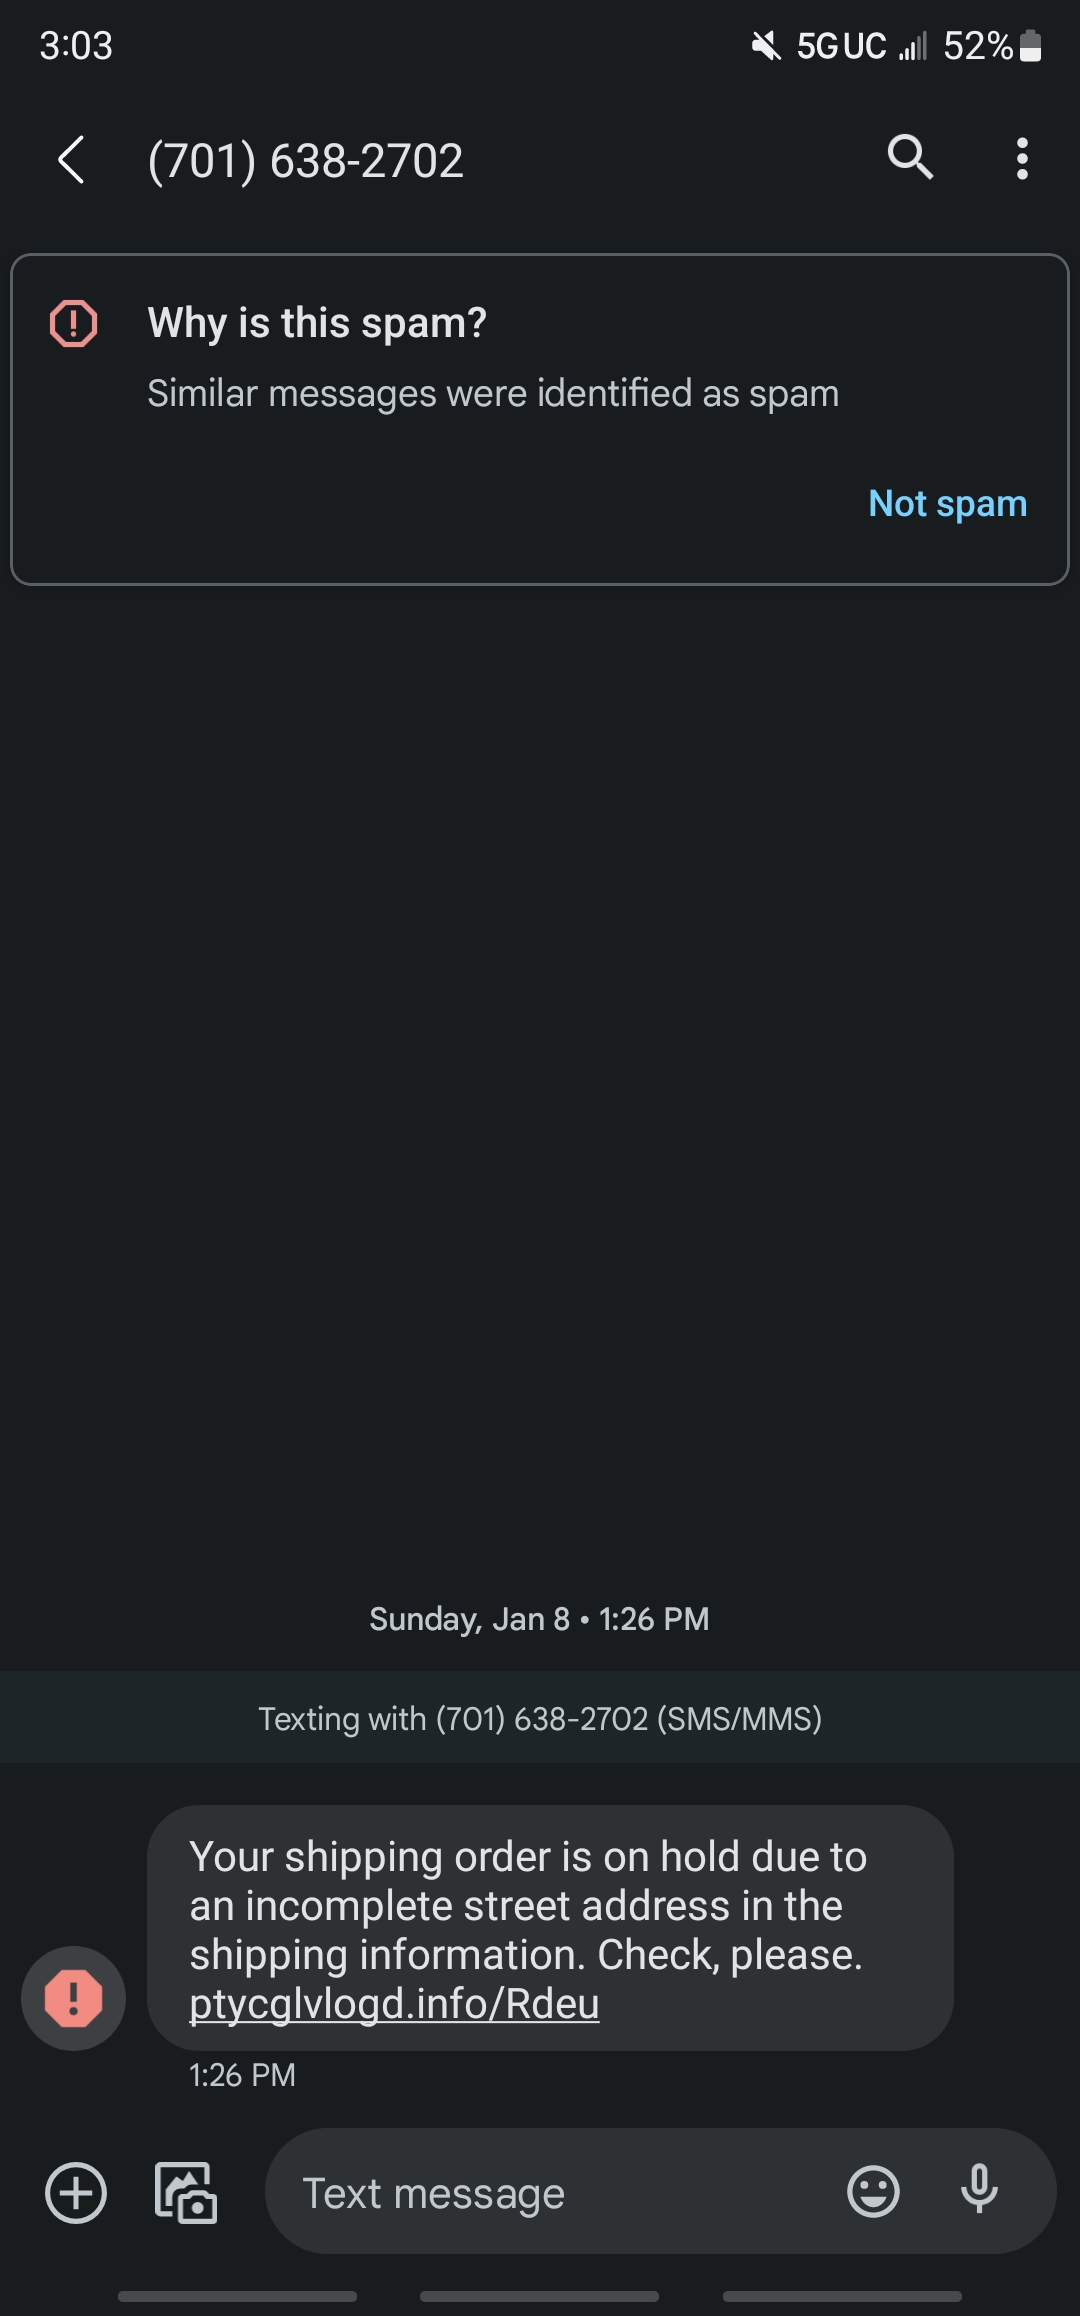 3:03
5G UC
52%
(701) 638-2702
Why is this spam?
Similar messages were identified as spam
Not spam
Sunday, Jan 8 • 1:26 PM
Texting with (701) 638-2702 (SMS/MMS)
Your shipping order is on hold due to
an incomplete street address in the
shipping information. Check, please.
ptycglvlogd.info/Rdeu
1:26 PM
Text message